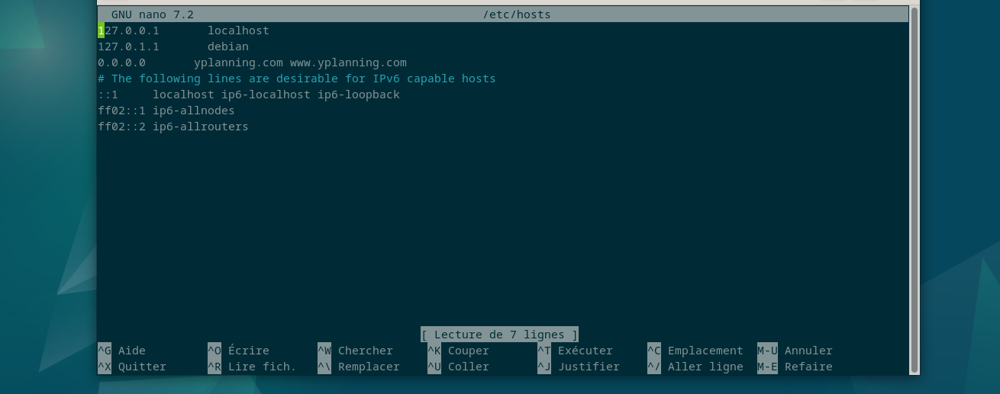 GNU nano 7.2 /etc/hosts
127.0.0.1 localhost
127.0.1.1 debian
0.0.0.0 yplanning.com www.yplanning.com
# The following lines are desirable for IPv6 capable hosts
::1 localhost ip6-localhost ip6-loopback
ff02::1 ip6-allnodes
ff02::2 ip6-allrouters
[ Lecture de 7 lignes ]
^G Aide ^O Écrire ^W Chercher ^K Couper ^T Exécuter ^C Emplacement M-U Annuler
^X Quitter ^R Lire fich. ^\ Remplacer ^U Coller ^J Justifier ^/ Aller ligne M-E Refaire